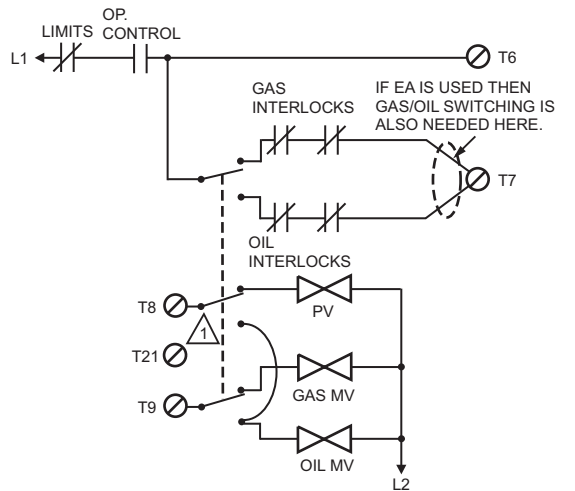 OP.
LIMITS CONTROL
L1
T6
GAS
INTERLOCKS
IF EA IS USED THEN
GAS/OIL SWITCHING IS
ALSO NEEDED HERE.
T7
OIL
INTERLOCKS
T8
1
PV
T21
GAS MV
T9
OIL MV
L2